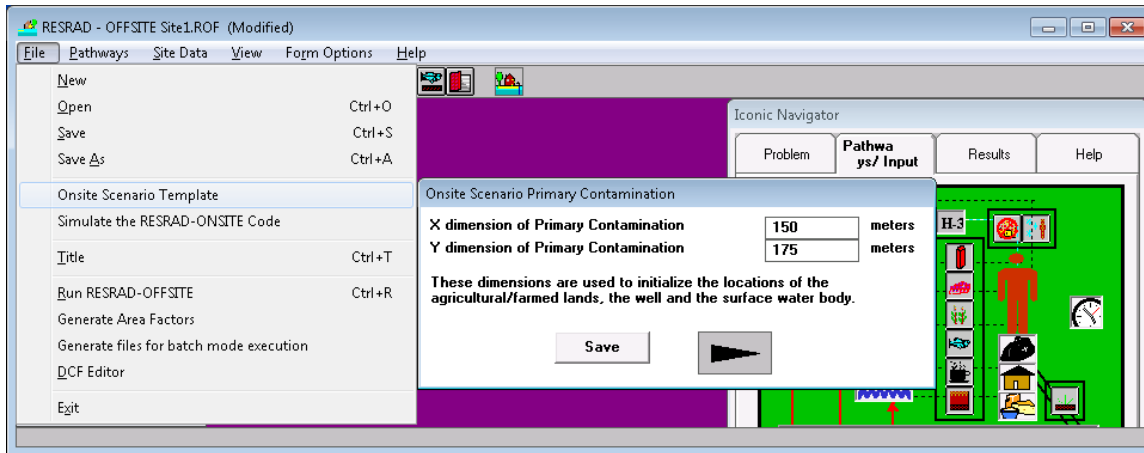 RESRAD - OFFSITE Site1.ROF (Modified)
File Pathways Site Data View Form Options Help
New
Open Ctrl+O
Save Ctrl+S
Save As Ctrl+A
Onsite Scenario Template
Simulate the RESRAD-ONSITE Code
Title Ctrl+T
Run RESRAD-OFFSITE Ctrl+R
Generate Area Factors
Generate files for batch mode execution
DCF Editor
Exit
Onsite Scenario Primary Contamination
X dimension of Primary Contamination 150 meters
Y dimension of Primary Contamination 175 meters
These dimensions are used to initialize the locations of the
agricultural/farmed lands, the well and the surface water body.
Save
Iconic Navigator
Problem
Pathwa
ys/ Input
Results
Help
H-3